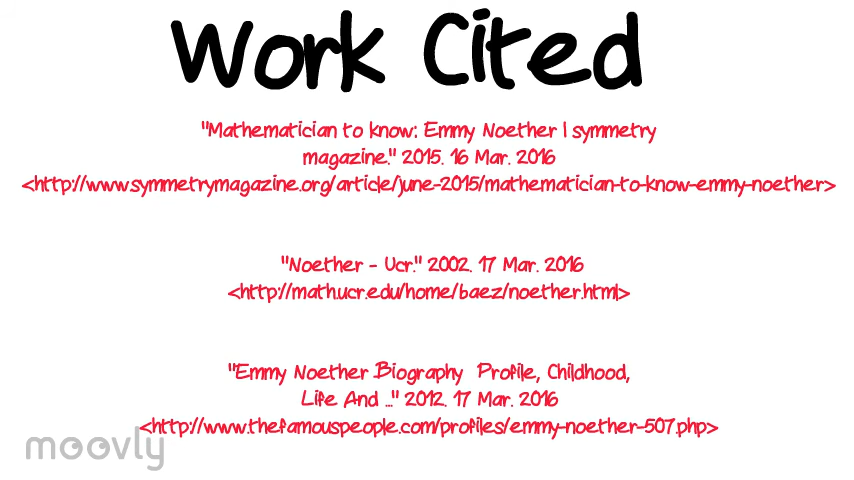 Work Cited
"Mathematician to know: Emmy Noether | symmetry
magazine." 2015. 16 Mar. 2016
<http://www.symmetrymagazine.org/article/june-2015/mathematician-to-know-emmy-noether>
"Noether - Ucr." 2002. 17 Mar. 2016
<http://math.ucr.edu/home/baez/noether.html>
"Emmy Noether Biography  Profile, Childhood,
Life And ..." 2012. 17 Mar. 2016
<http://www.thefamouspeople.com/profiles/emmy-noether-507.php>
moovly